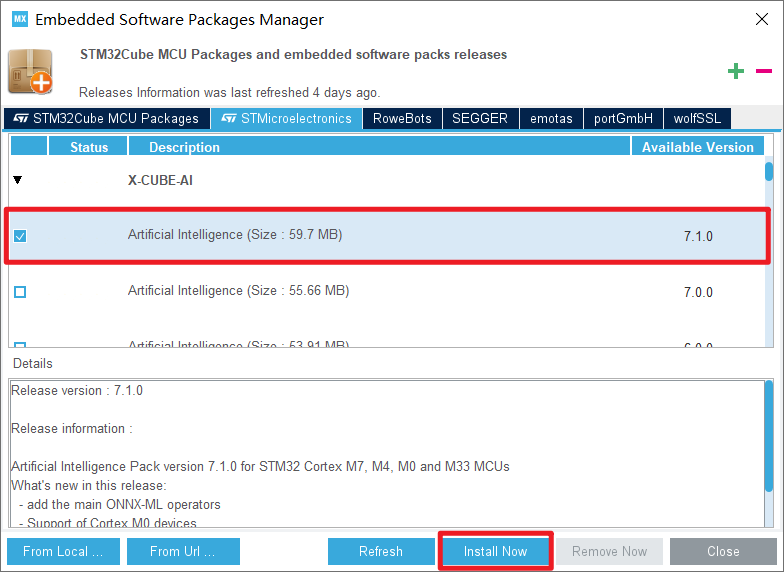 MX Embedded Software Packages Manager
STM32Cube MCU Packages and embedded software packs releases
Releases Information was last refreshed 4 days ago.
STM32Cube MCU Packages STMicroelectronics RoweBots SEGGER emotas portGmbH wolfSSL
Status Description Available Version
X-CUBE-AI
Artificial Intelligence (Size : 59.7 MB) 7.1.0
Artificial Intelligence (Size : 55.66 MB) 7.0.0
Artificial Intelligence (Size : 53.91 MB) 6.0.0
Details
Release version : 7.1.0
Release information :
Artificial Intelligence Pack version 7.1.0 for STM32 Cortex M7, M4, M0 and M33 MCUs
What's new in this release:
- add the main ONNX-ML operators
- Support of Cortex M0 devices
From Local ... From Url ... Refresh Install Now Remove Now Close